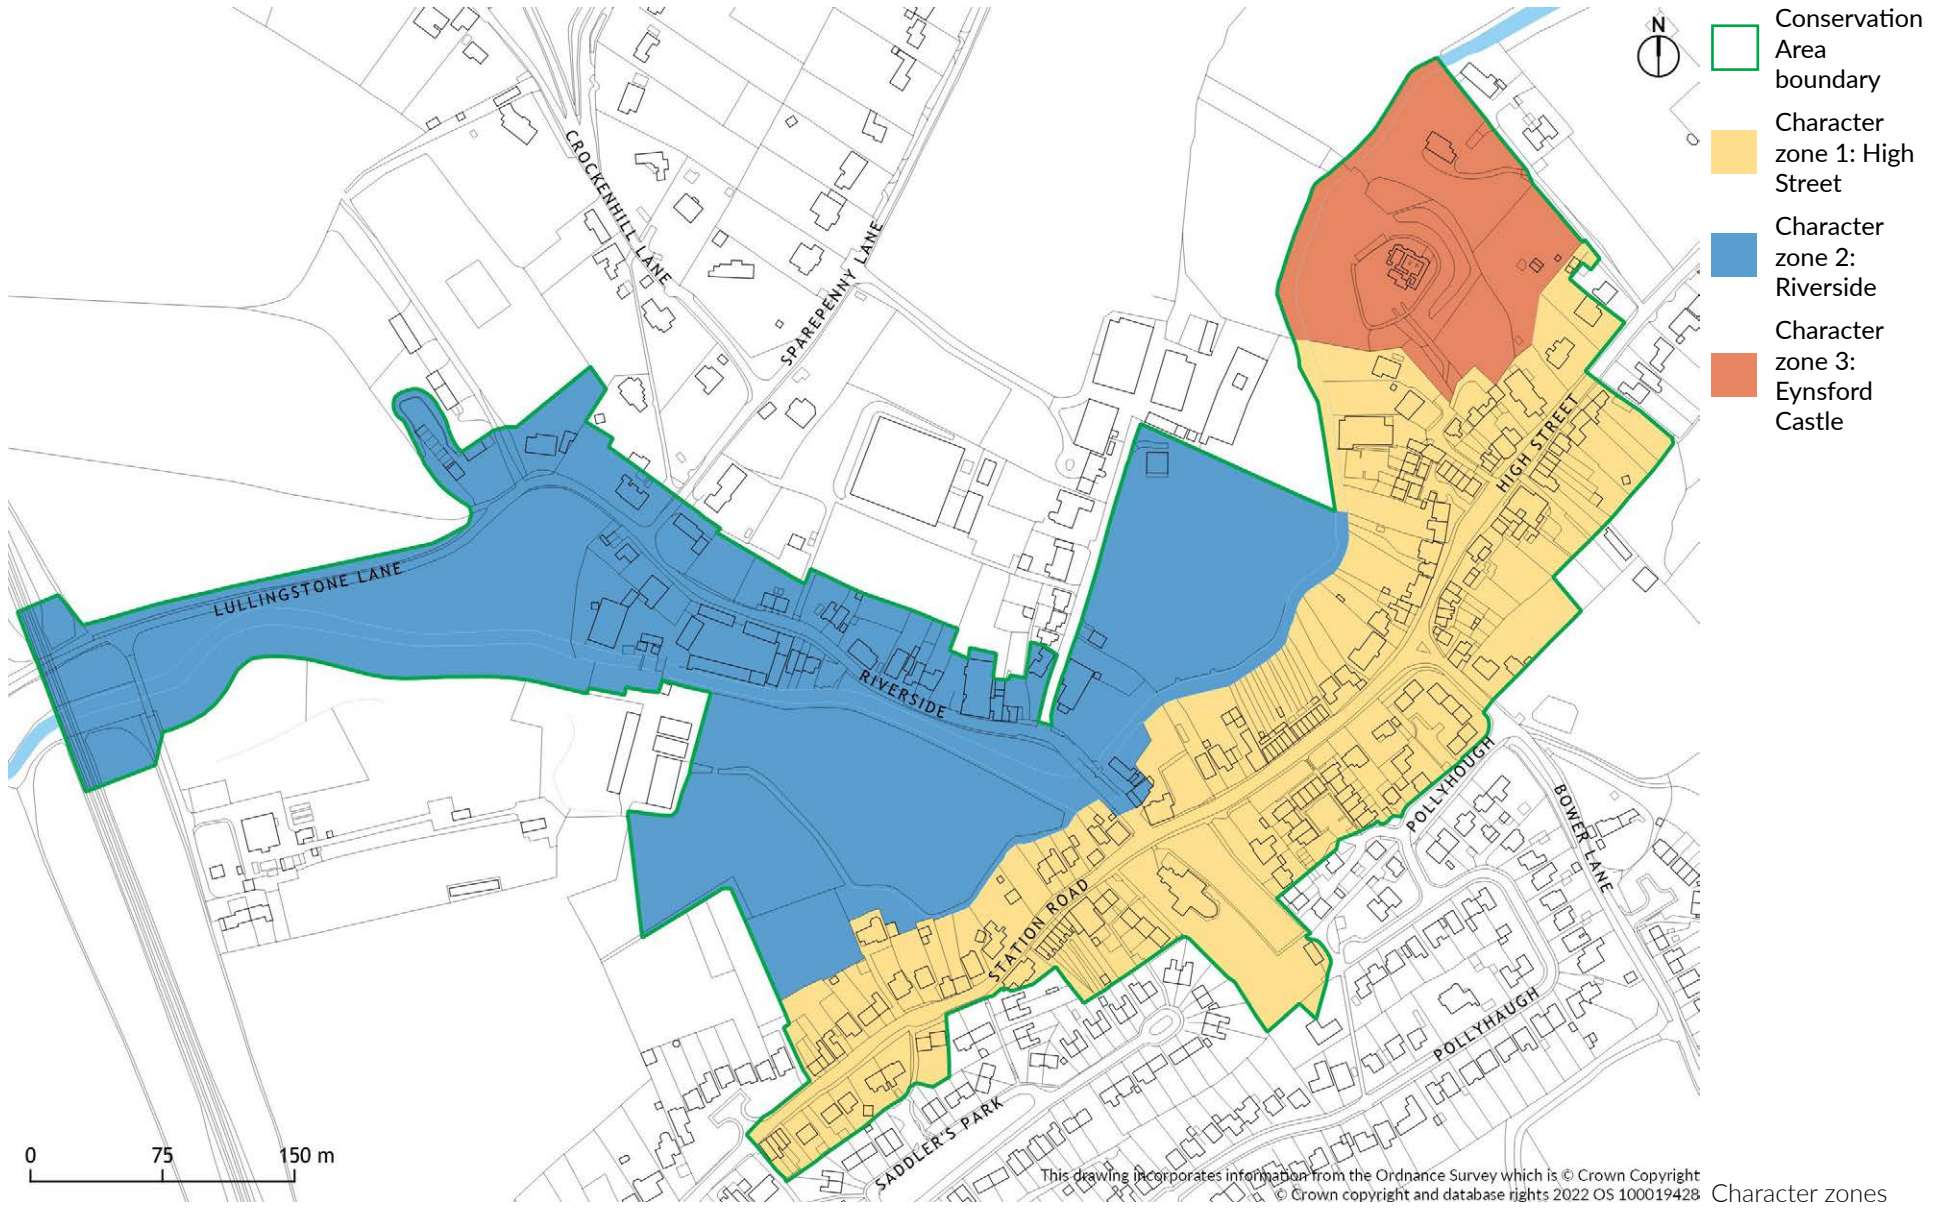 N
Conservation
Area
boundary
Character
zone 1: High
Street
Character
zone 2:
Riverside
Character
zone 3:
Eynsford
Castle
CROCKENHILL LANE
SPAREPENNY LANE
HIGH STREET
LULLINGSTONE LANE
RIVERSIDE
POLLYHOUGH
BOWER LANE
STATION ROAD
POLLYHAUGH
SADDLER'S PARK
0 75 150 m
This drawing incorporates information from the Ordnance Survey which is © Crown Copyright
© Crown copyright and database rights 2022 OS 100019428
Character zones